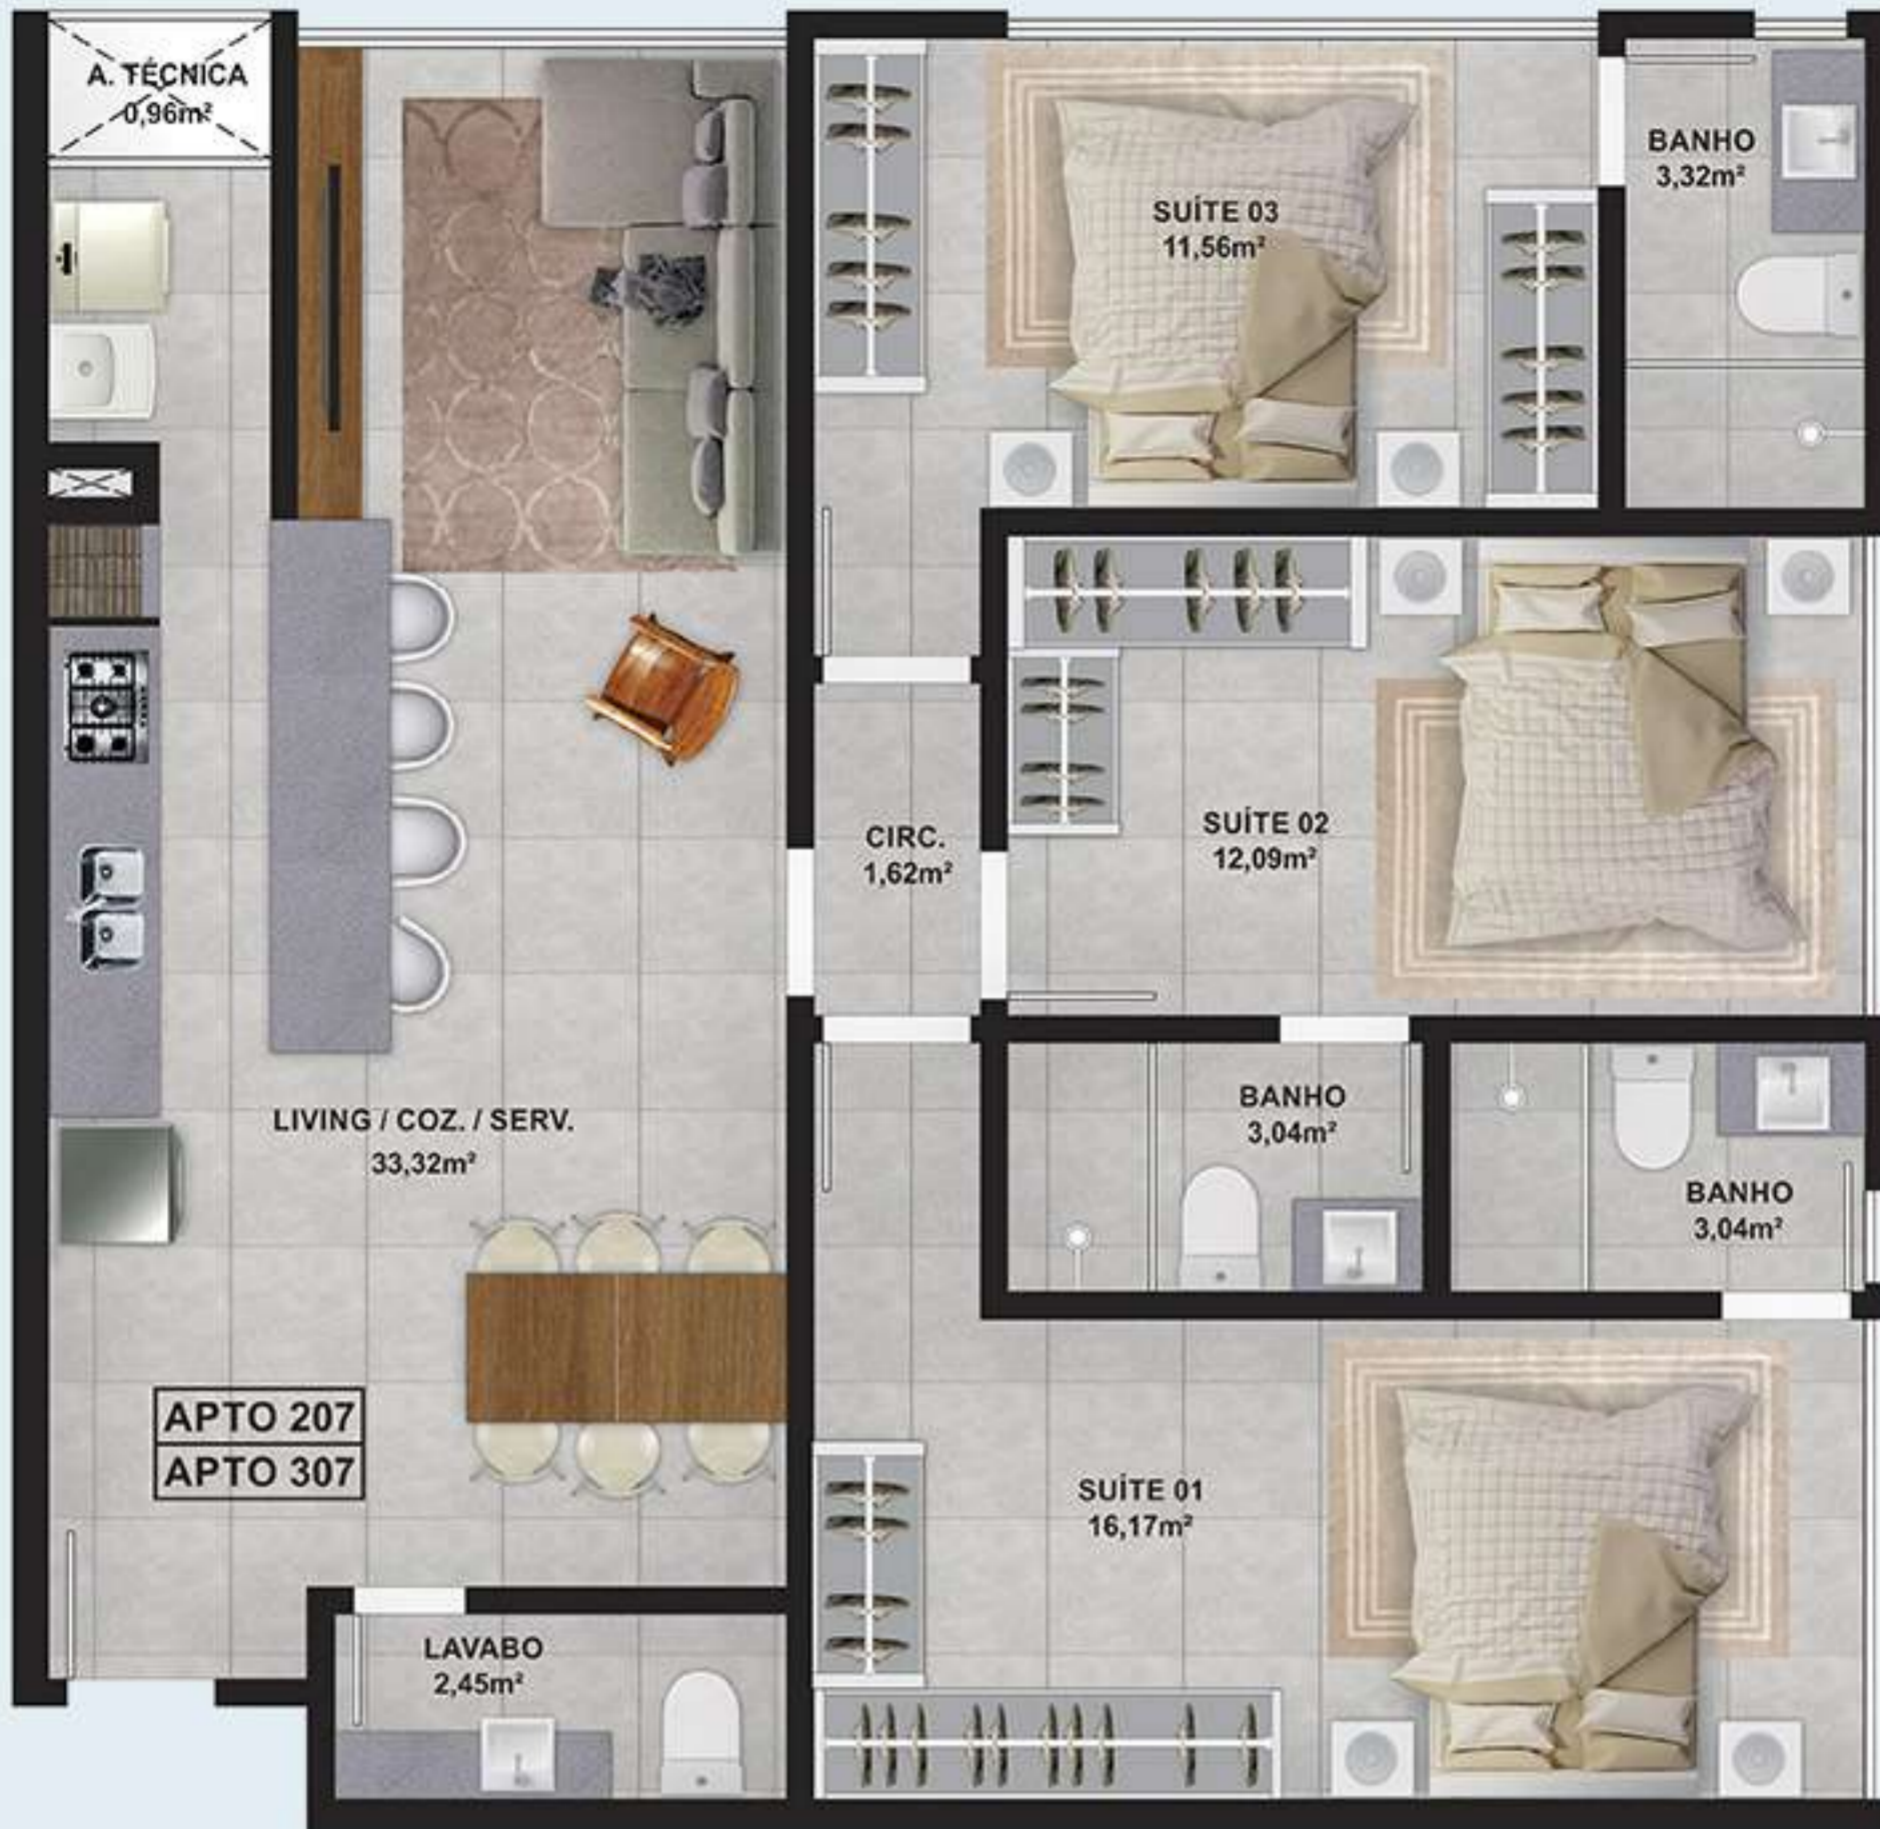 A. TÉCNICA
0,96m²
BANHO
3,32m²
SUÍTE 03
11,56m²
SUÍTE 02
12,09m²
CIRC.
1,62m²
BANHO
3,04m²
BANHO
3,04m²
LIVING / COZ. / SERV.
33,32m²
APTO 207
APTO 307
SUÍTE 01
16,17m²
LAVABO
2,45m²